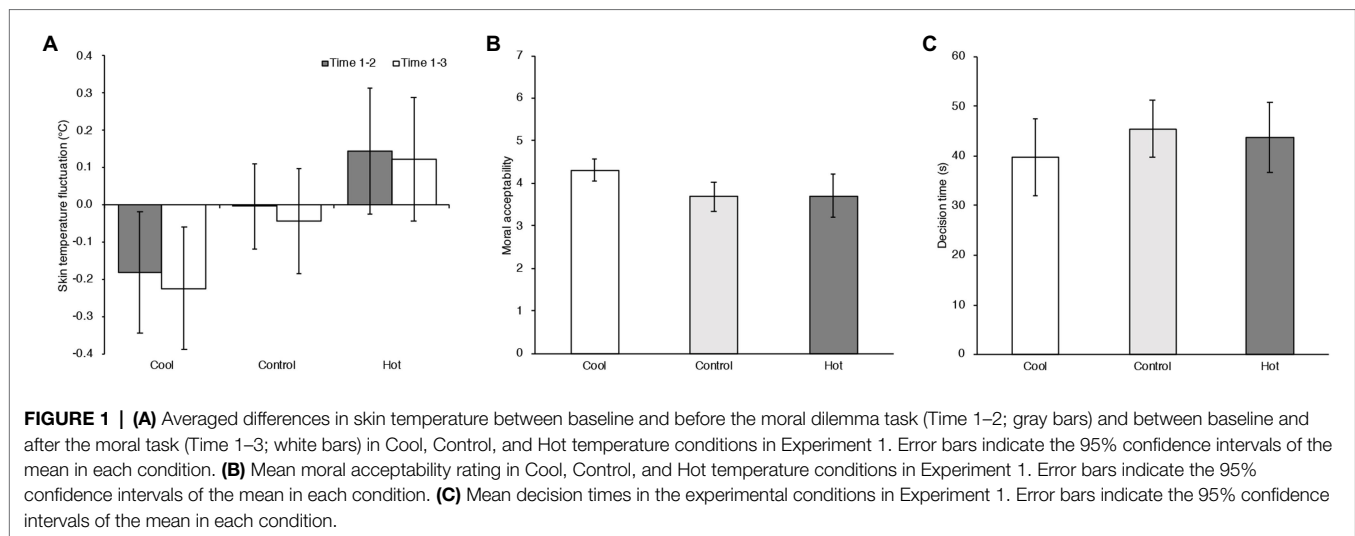 A
Skin temperature fluctuation (°C)
0.4
0.3
0.2
0.1
0.0
-0.1
-0.2
-0.3
-0.4
Time 1-2
Time 1-3
Cool
Control
Hot
B
Moral acceptability
7
6
5
4
3
2
1
0
Cool
Control
Hot
C
Decision time (s)
60
50
40
30
20
10
0
Cool
Control
Hot
FIGURE 1 | (A) Averaged differences in skin temperature between baseline and before the moral dilemma task (Time 1–2; gray bars) and between baseline and
after the moral task (Time 1–3; white bars) in Cool, Control, and Hot temperature conditions in Experiment 1. Error bars indicate the 95% confidence intervals of the
mean in each condition. (B) Mean moral acceptability rating in Cool, Control, and Hot temperature conditions in Experiment 1. Error bars indicate the 95%
confidence intervals of the mean in each condition. (C) Mean decision times in the experimental conditions in Experiment 1. Error bars indicate the 95% confidence
intervals of the mean in each condition.